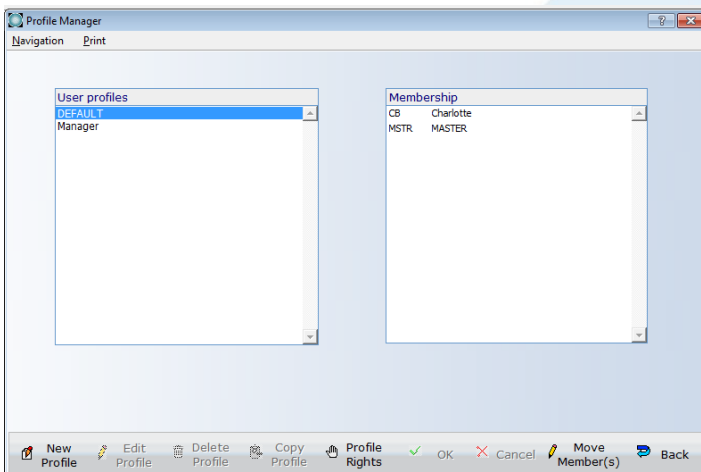 Profile Manager
Navigation Print
User profiles
DEFAULT
Manager
Membership
CB Charlotte
MSTR MASTER
New Profile
Edit Profile
Delete Profile
Copy Profile
Profile Rights
OK
Cancel
Move Member(s)
Back